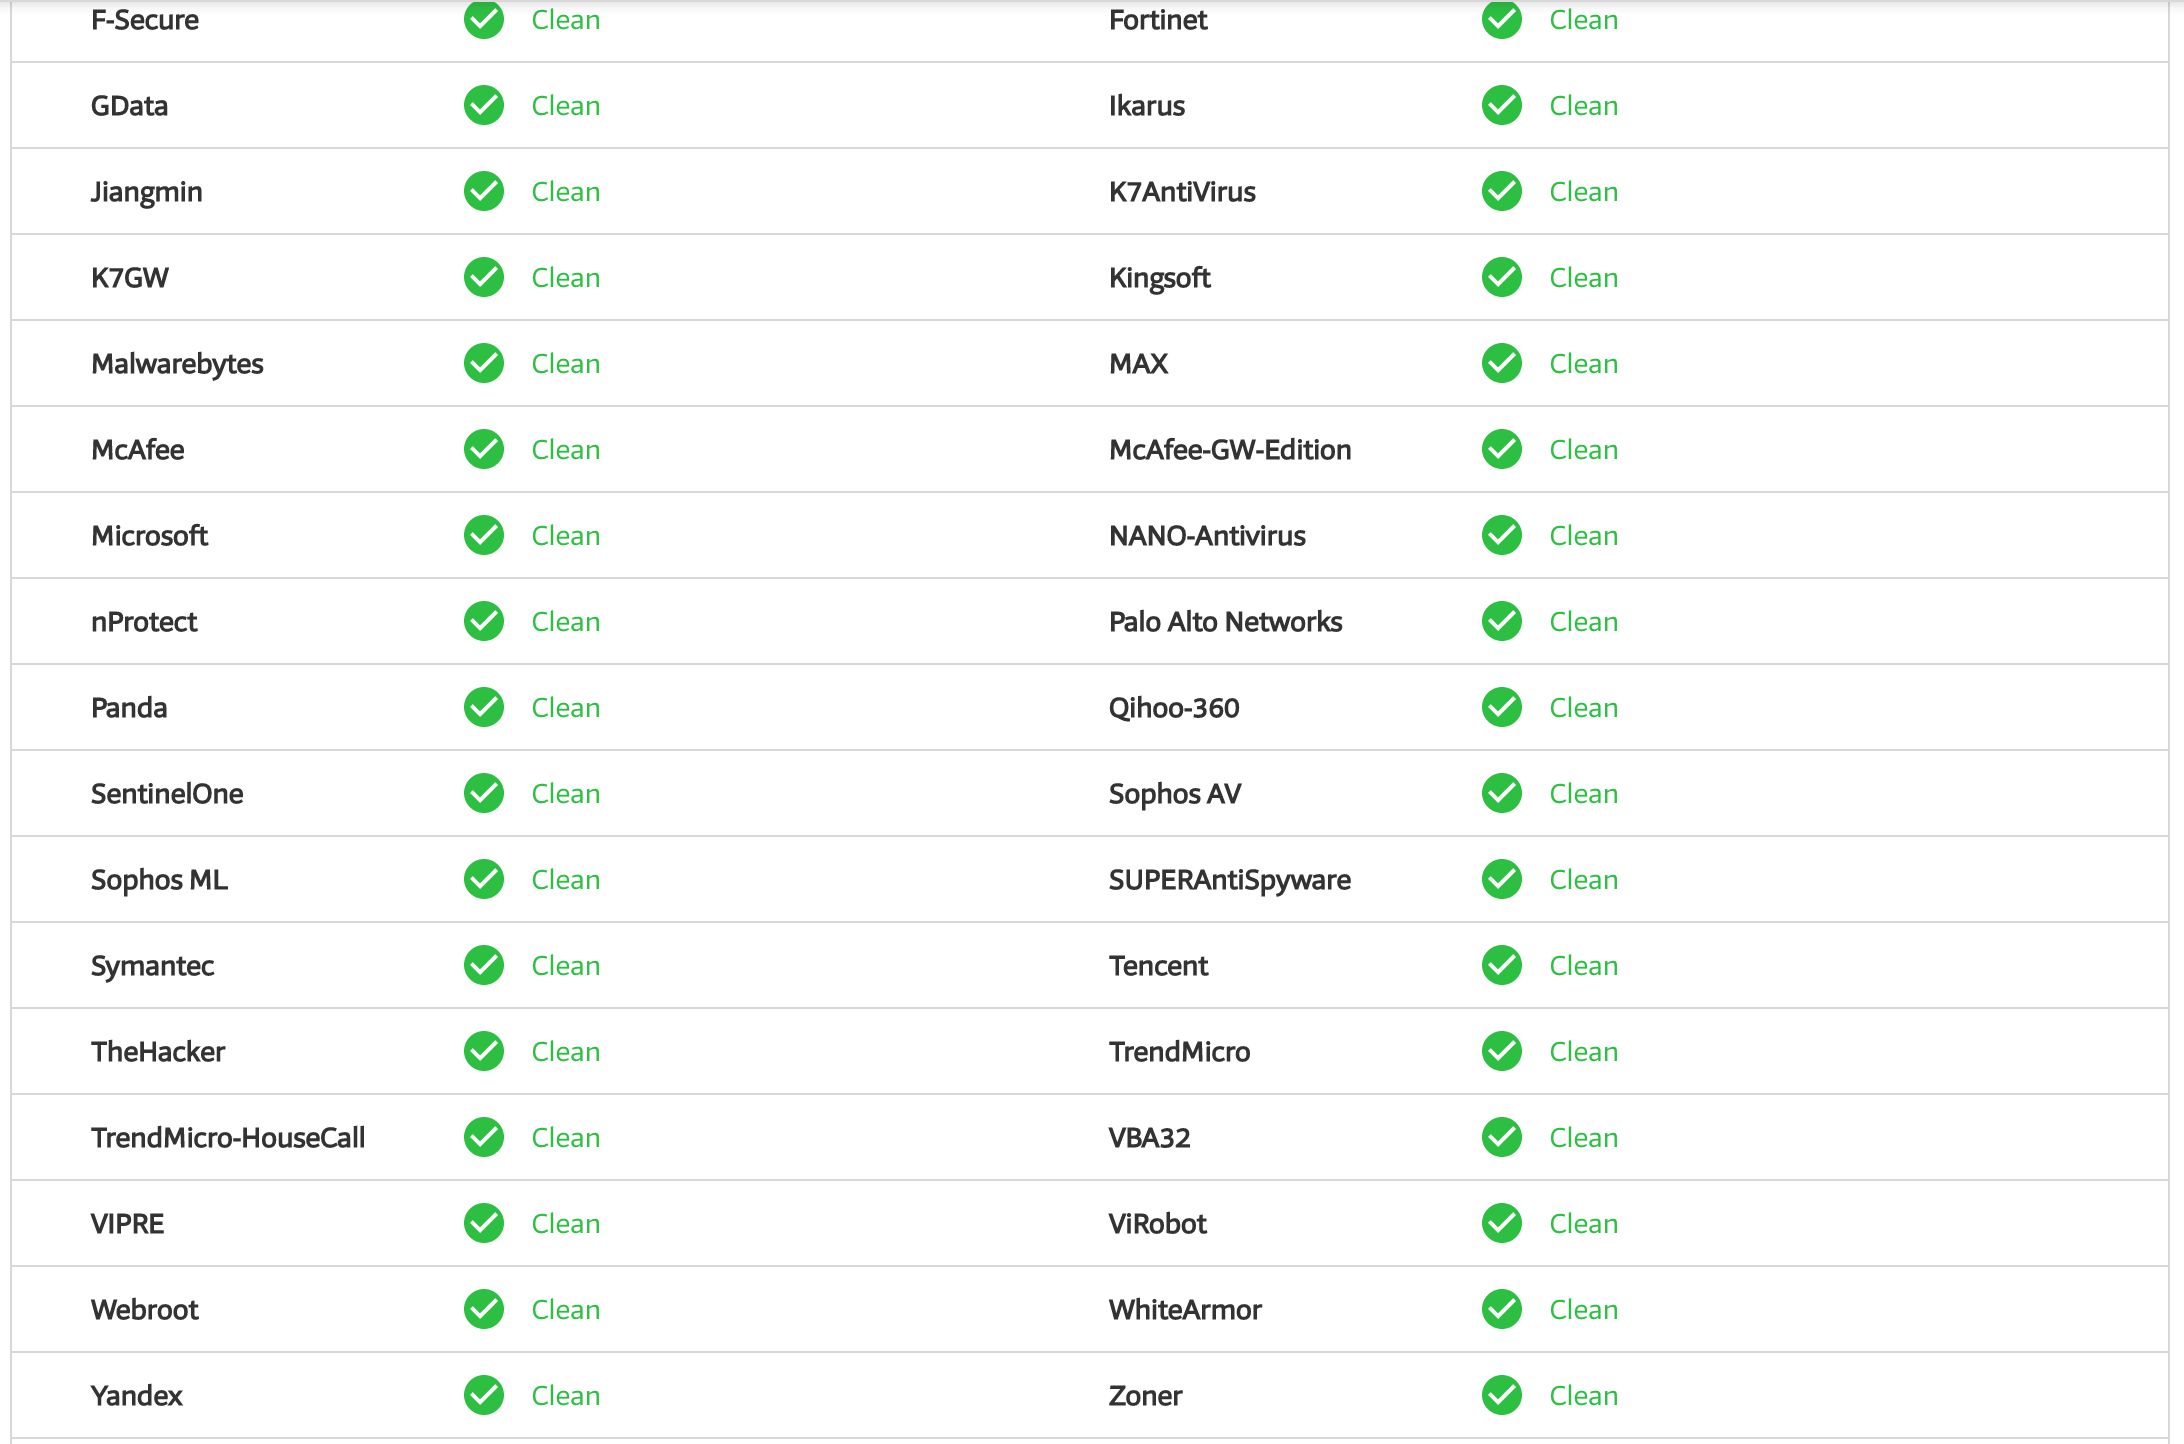 F-Secure Clean Fortinet Clean
GData Clean Ikarus Clean
Jiangmin Clean K7AntiVirus Clean
K7GW Clean Kingsoft Clean
Malwarebytes Clean MAX Clean
McAfee Clean McAfee-GW-Edition Clean
Microsoft Clean NANO-Antivirus Clean
nProtect Clean Palo Alto Networks Clean
Panda Clean Qihoo-360 Clean
SentinelOne Clean Sophos AV Clean
Sophos ML Clean SUPERAntiSpyware Clean
Symantec Clean Tencent Clean
TheHacker Clean TrendMicro Clean
TrendMicro-HouseCall Clean VBA32 Clean
VIPRE Clean ViRobot Clean
Webroot Clean WhiteArmor Clean
Yandex Clean Zoner Clean